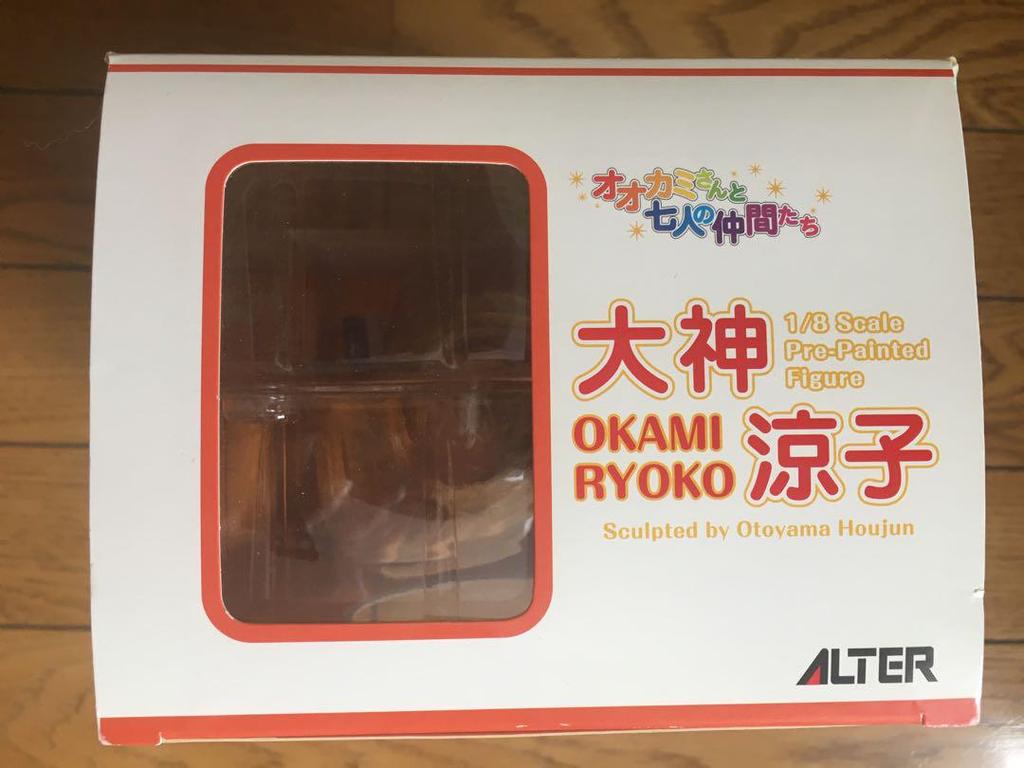 オオカミさんと
七人の仲間たち
大神
1/8 Scale
Pre-Painted
Figure
OKAMI
RYOKO
涼子
Sculpted by Otoyama Houjun
ALTER